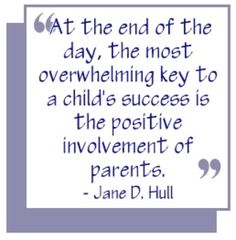 “At the end of the
day, the most
overwhelming key to
a child's success is
the positive
involvement of
parents.”
- Jane D. Hull